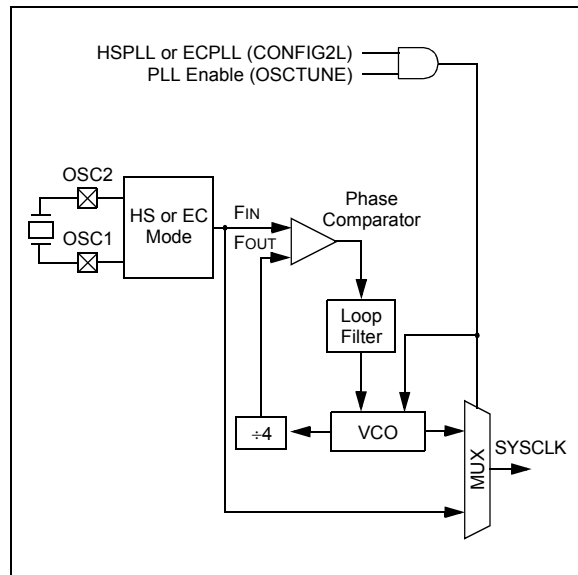 HSPLL or ECPLL (CONFIG2L)
PLL Enable (OSCTUNE)
OSC2
OSC1
HS or EC
Mode
FIN
FOUT
Phase
Comparator
Loop
Filter
÷4
VCO
MUX
SYSCLK